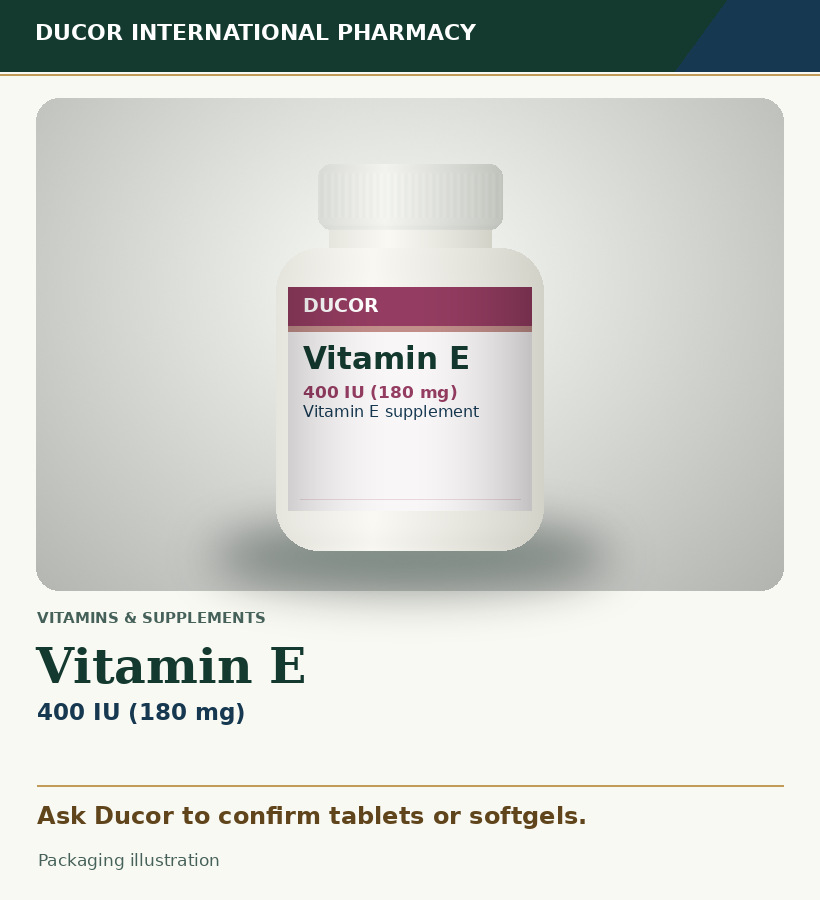 DUCOR INTERNATIONAL PHARMACY
DUCOR
Vitamin E
400 IU (180 mg)
Vitamin E supplement
VITAMINS & SUPPLEMENTS
Vitamin E
400 IU (180 mg)
Ask Ducor to confirm tablets or softgels.
Packaging illustration